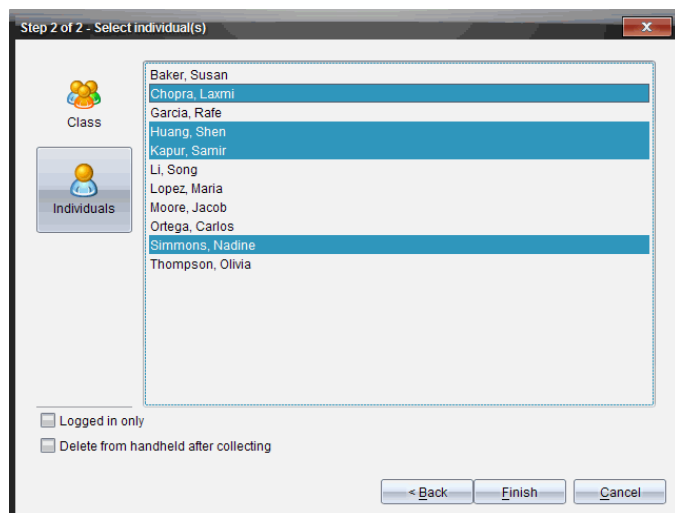 Step 2 of 2 - Select individual(s)
Class
Individuals
Baker, Susan
Chopra, Laxmi
Garcia, Rafe
Huang, Shen
Kapur, Samir
Li, Song
Lopez, Maria
Moore, Jacob
Ortega, Carlos
Simmons, Nadine
Thompson, Olivia
Logged in only
Delete from handheld after collecting
< Back
Finish
Cancel